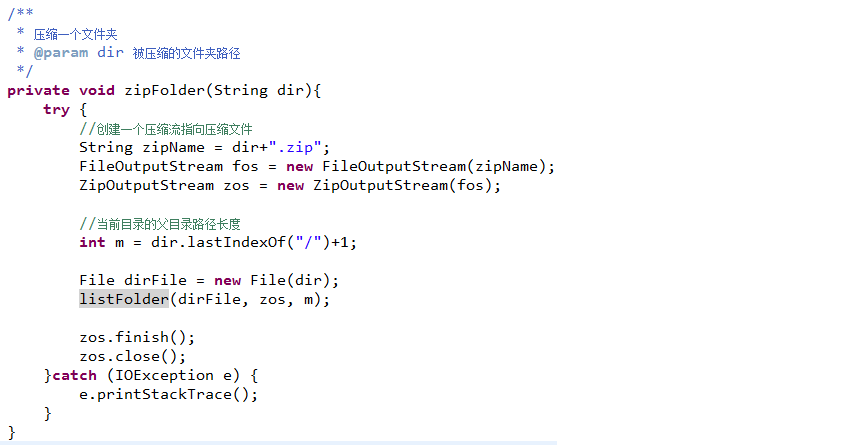 /**
 * 压缩一个文件夹
 * @param dir 被压缩的文件夹路径
 */
private void zipFolder(String dir){
    try {
        //创建一个压缩流指向压缩文件
        String zipName = dir+".zip";
        FileOutputStream fos = new FileOutputStream(zipName);
        ZipOutputStream zos = new ZipOutputStream(fos);

        //当前目录的父目录路径长度
        int m = dir.lastIndexOf("/")+1;

        File dirFile = new File(dir);
        listFolder(dirFile, zos, m);

        zos.finish();
        zos.close();
    }catch (IOException e) {
        e.printStackTrace();
    }
}